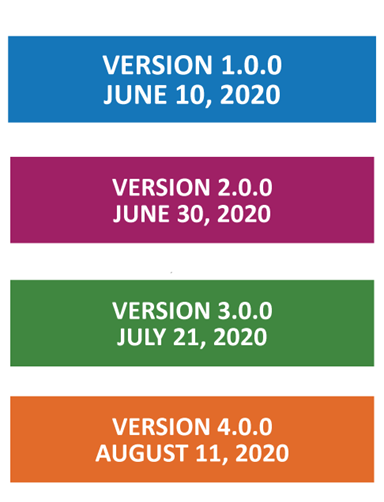 VERSION 1.0.0
JUNE 10, 2020
VERSION 2.0.0
JUNE 30, 2020
VERSION 3.0.0
JULY 21, 2020
VERSION 4.0.0
AUGUST 11, 2020